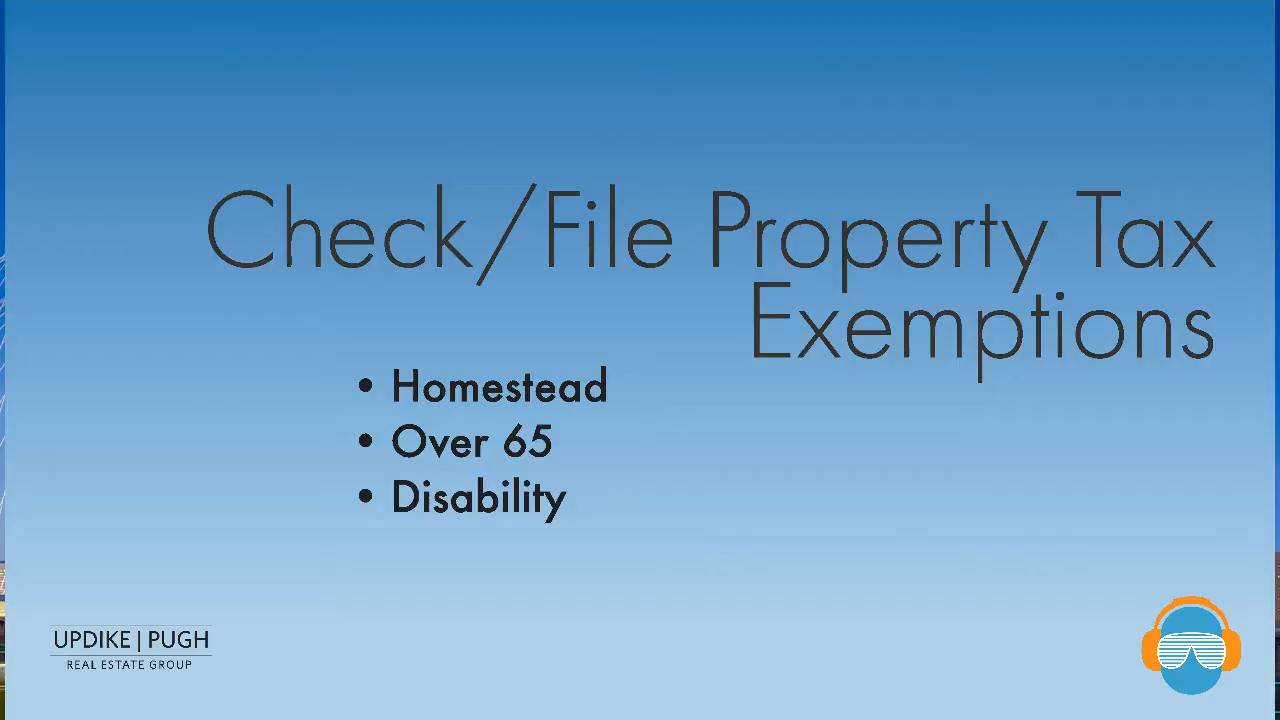 Check/File Property Tax
Exemptions
• Homestead
• Over 65
• Disability
UPDIKE | PUGH
REAL ESTATE GROUP